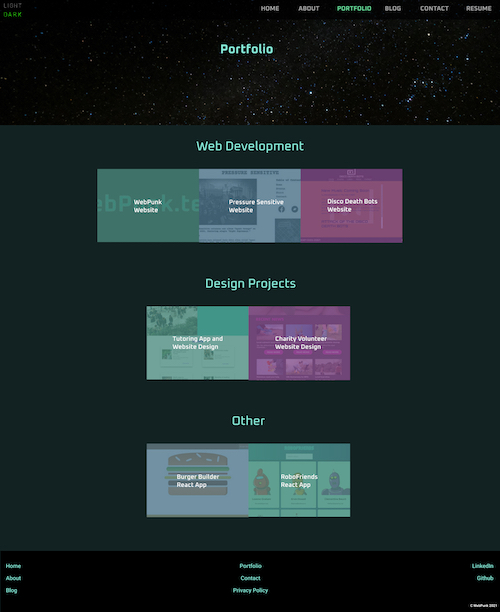 LIGHT
DARK
HOME ABOUT PORTFOLIO BLOG CONTACT RESUME
Portfolio
Web Development
WebPunk
Website
Pressure Sensitive
Website
Disco Death Bots
Website
PRESSURE SENSITIVE
Design Projects
Tutoring App and
Website Design
Charity Volunteer
Website Design
Other
Burger Builder
React App
RoboFriends
React App
Home Portfolio LinkedIn
About Contact Github
Blog Privacy Policy
© WebPunk 2021